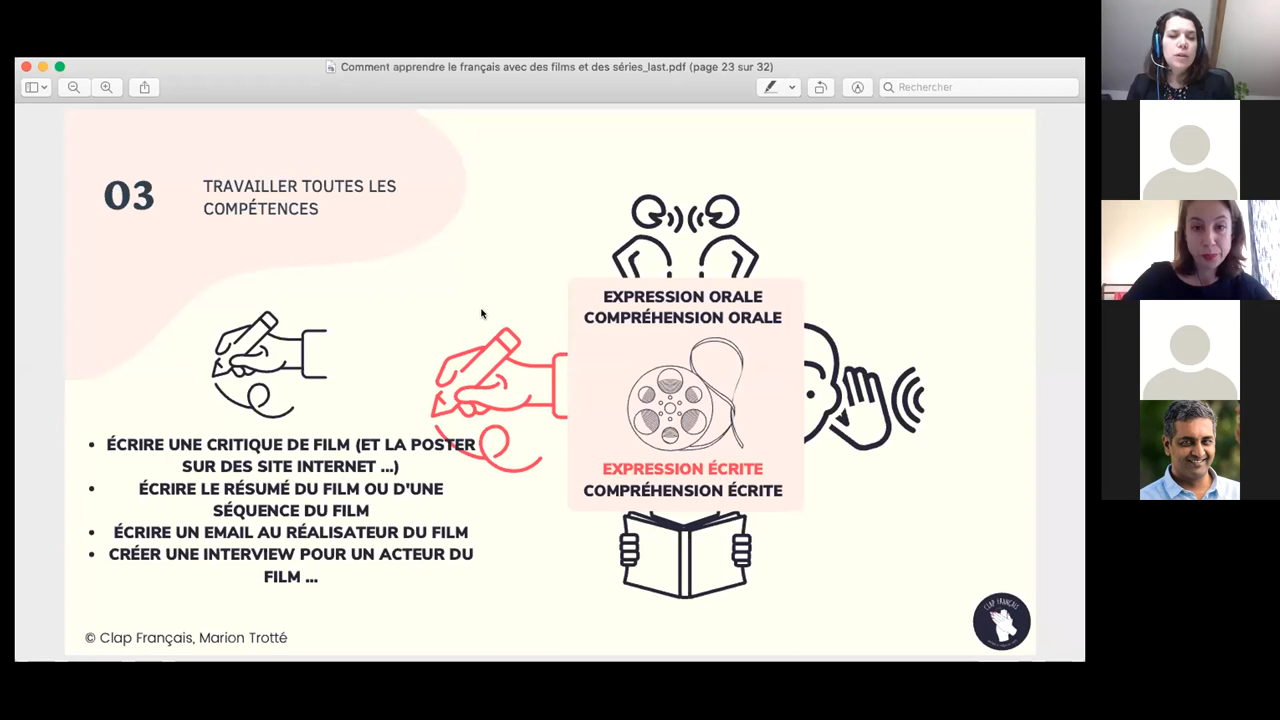 Comment apprendre le français avec des films et des séries_last.pdf (page 23 sur 32)
Rechercher
03
TRAVAILLER TOUTES LES
COMPÉTENCES
EXPRESSION ORALE
COMPRÉHENSION ORALE
EXPRESSION ÉCRITE
COMPRÉHENSION ÉCRITE
• ÉCRIRE UNE CRITIQUE DE FILM (ET LA POSTER
SUR DES SITE INTERNET ...)
• ÉCRIRE LE RÉSUMÉ DU FILM OU D'UNE
SÉQUENCE DU FILM
• ÉCRIRE UN EMAIL AU RÉALISATEUR DU FILM
• CRÉER UNE INTERVIEW POUR UN ACTEUR DU
FILM ...
© Clap Français, Marion Trotté
CLAP FRANÇAIS